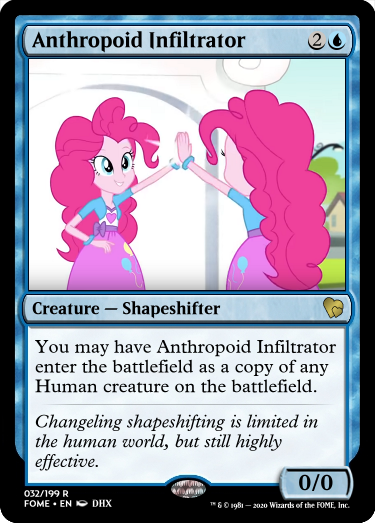 Anthropoid Infiltrator 2
Creature — Shapeshifter
You may have Anthropoid Infiltrator
enter the battlefield as a copy of any
Human creature on the battlefield.
Changeling shapeshifting is limited in
the human world, but still highly
effective.
0/0
032/199 R
FOME • EN DHX
™ & © 1981 — 2020 Wizards of the FOME, Inc.